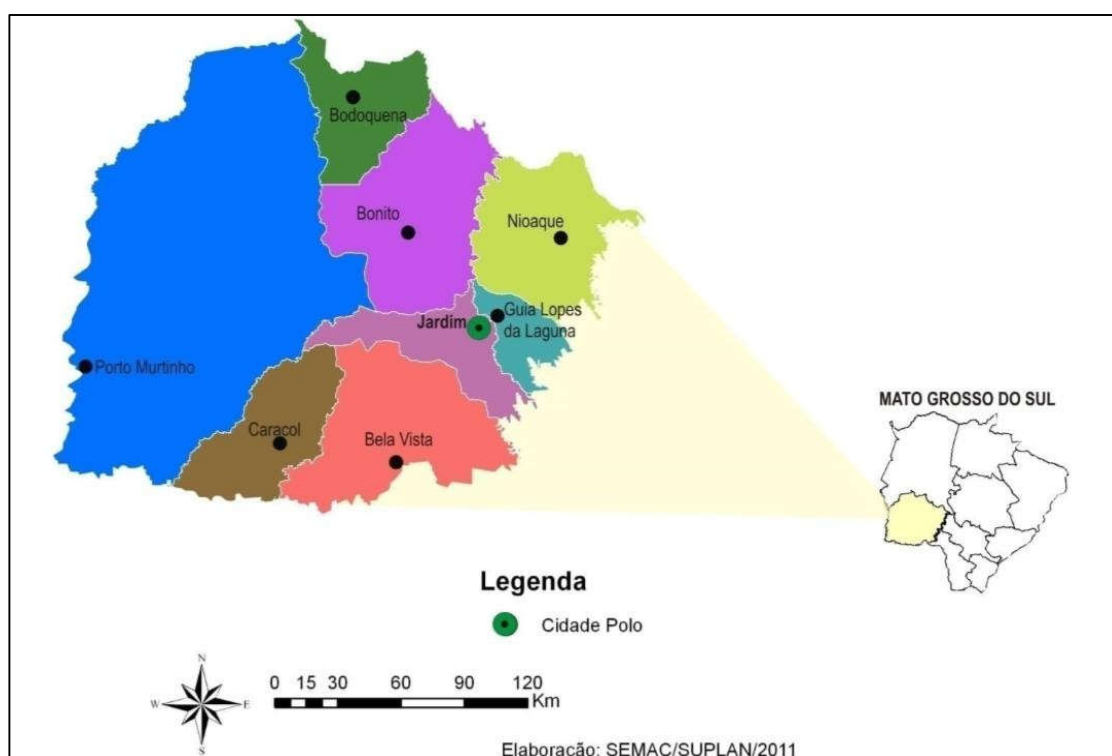 Bodoquena
Bonito
Nioaque
Guia Lopes
da Laguna
Jardim
Porto Murtinho
Caracol
Bela Vista
MATO GROSSO DO SUL
Legenda
Cidade Polo
N
W E
S
0 15 30 60 90 120
Km
Elaboração: SEMAC/SUPLAN/2011